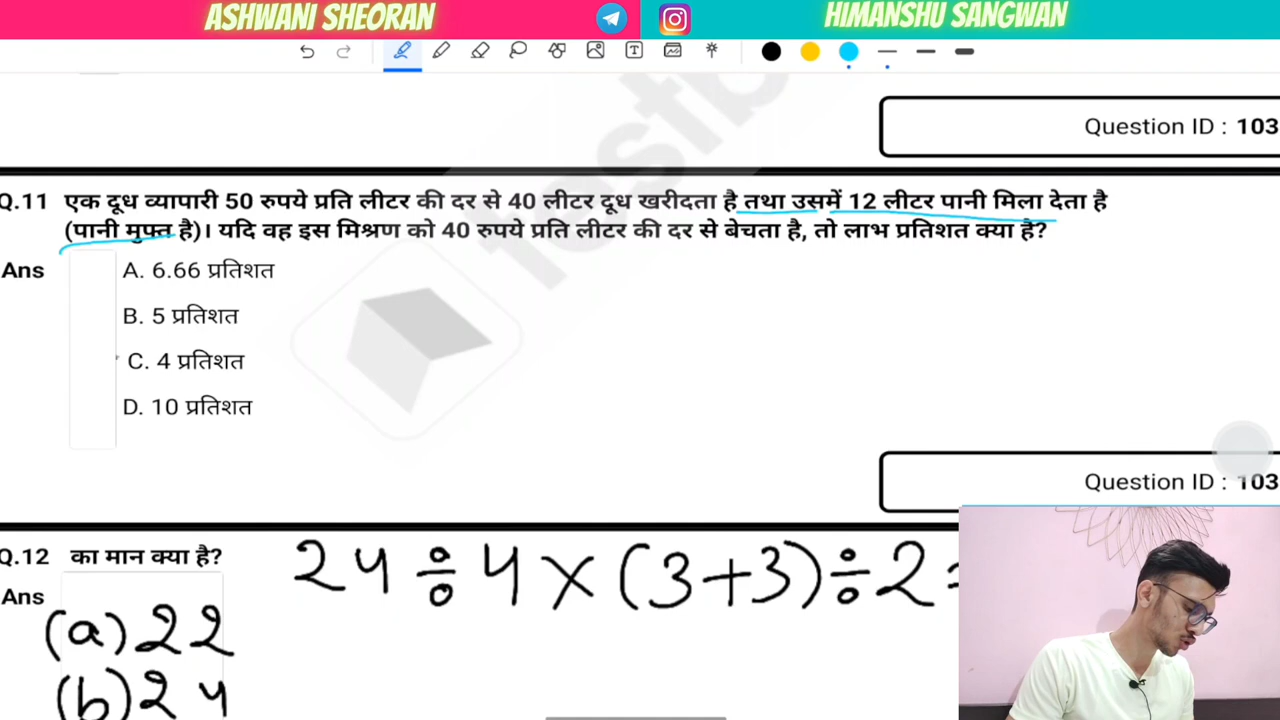 ASHWANI SHEORAN
HIMANSHU SANGWAN
Question ID : 103
Q.11 एक दूध व्यापारी 50 रुपये प्रति लीटर की दर से 40 लीटर दूध खरीदता है तथा उसमें 12 लीटर पानी मिला देता है
(पानी मुफ्त है)। यदि वह इस मिश्रण को 40 रुपये प्रति लीटर की दर से बेचता है, तो लाभ प्रतिशत क्या है?
Ans A. 6.66 प्रतिशत
B. 5 प्रतिशत
C. 4 प्रतिशत
D. 10 प्रतिशत
testb
Question ID : 103
Q.12 का मान क्या है? 24 ÷ 4 × (3+3) ÷ 2 =
Ans
(a) 22
(b) 24